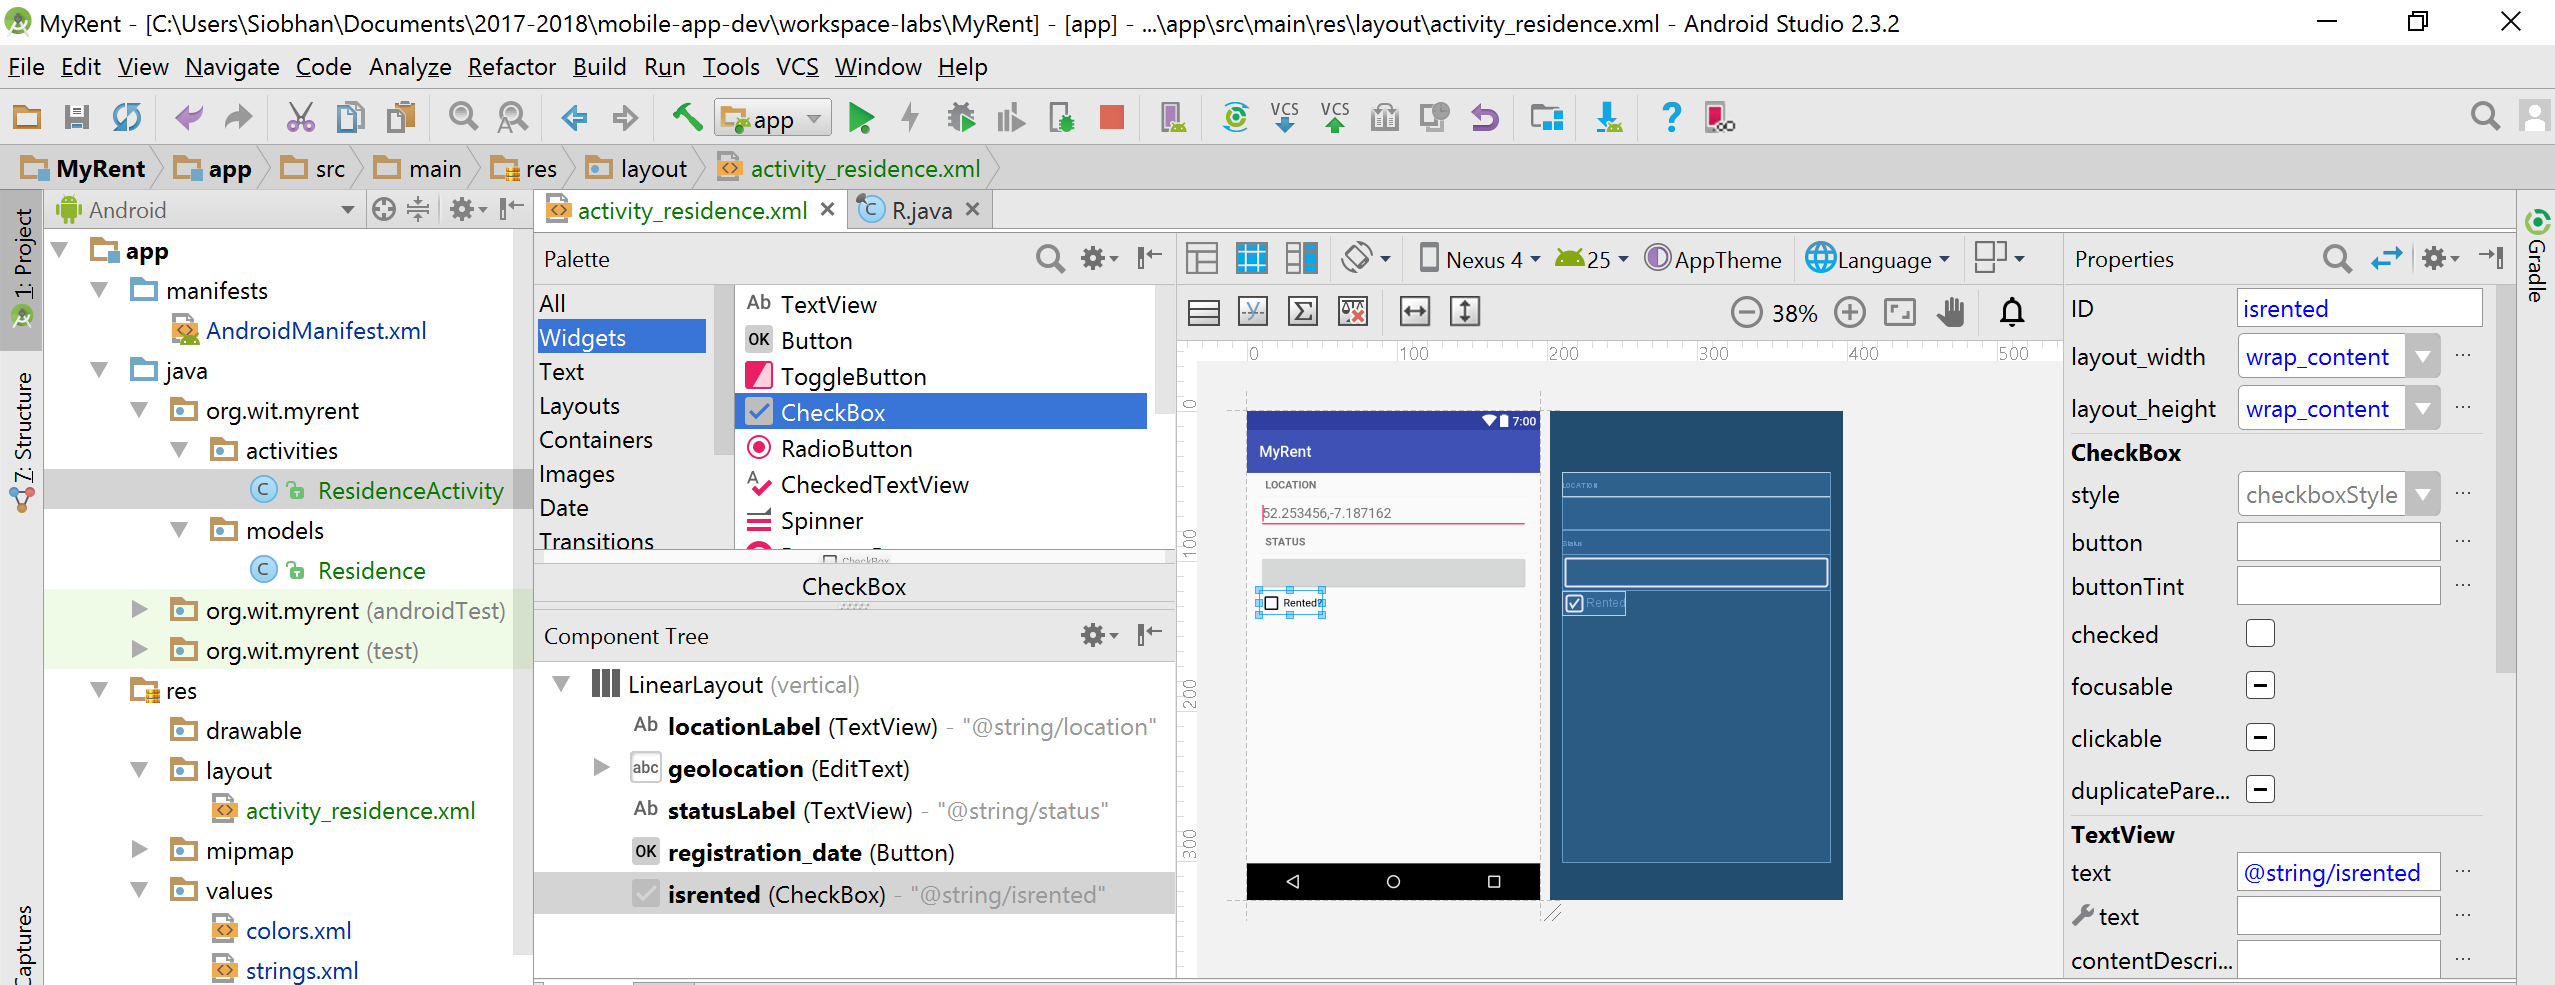 MyRent - [C:\Users\Siobhan\Documents\2017-2018\mobile-app-dev\workspace-labs\MyRent] - [app] - ...\app\src\main\res\layout\activity_residence.xml - Android Studio 2.3.2
File Edit View Navigate Code Analyze Refactor Build Run Tools VCS Window Help
app VCS VCS
MyRent app src main res layout activity_residence.xml
1: Project
7: Structure
Captures
Android
app
manifests
AndroidManifest.xml
java
org.wit.myrent
activities
ResidenceActivity
models
Residence
org.wit.myrent (androidTest)
org.wit.myrent (test)
res
drawable
layout
activity_residence.xml
mipmap
values
colors.xml
strings.xml
activity_residence.xml R.java
Palette
All
Widgets
Text
Layouts
Containers
Images
Date
Transitions
Ab TextView
OK Button
ToggleButton
CheckBox
RadioButton
CheckedTextView
Spinner
CheckBox
CheckBox
Component Tree
LinearLayout (vertical)
Ab locationLabel (TextView) - "@string/location"
abc geolocation (EditText)
Ab statusLabel (TextView) - "@string/status"
OK registration_date (Button)
isrented (CheckBox) - "@string/isrented"
Nexus 4 25 AppTheme Language
38%
0 100 200 300 400 500
0
100
200
300
7:00
MyRent
LOCATION
52.253456,-7.187162
STATUS
Rented?
LOCATION
Status
Rented
Properties
ID isrented
layout_width wrap_content ...
layout_height wrap_content ...
CheckBox
style checkboxStyle ...
button ...
buttonTint ...
checked
focusable
clickable
duplicatePare...
TextView
text @string/isrented ...
text ...
contentDescri... ...
Gradle